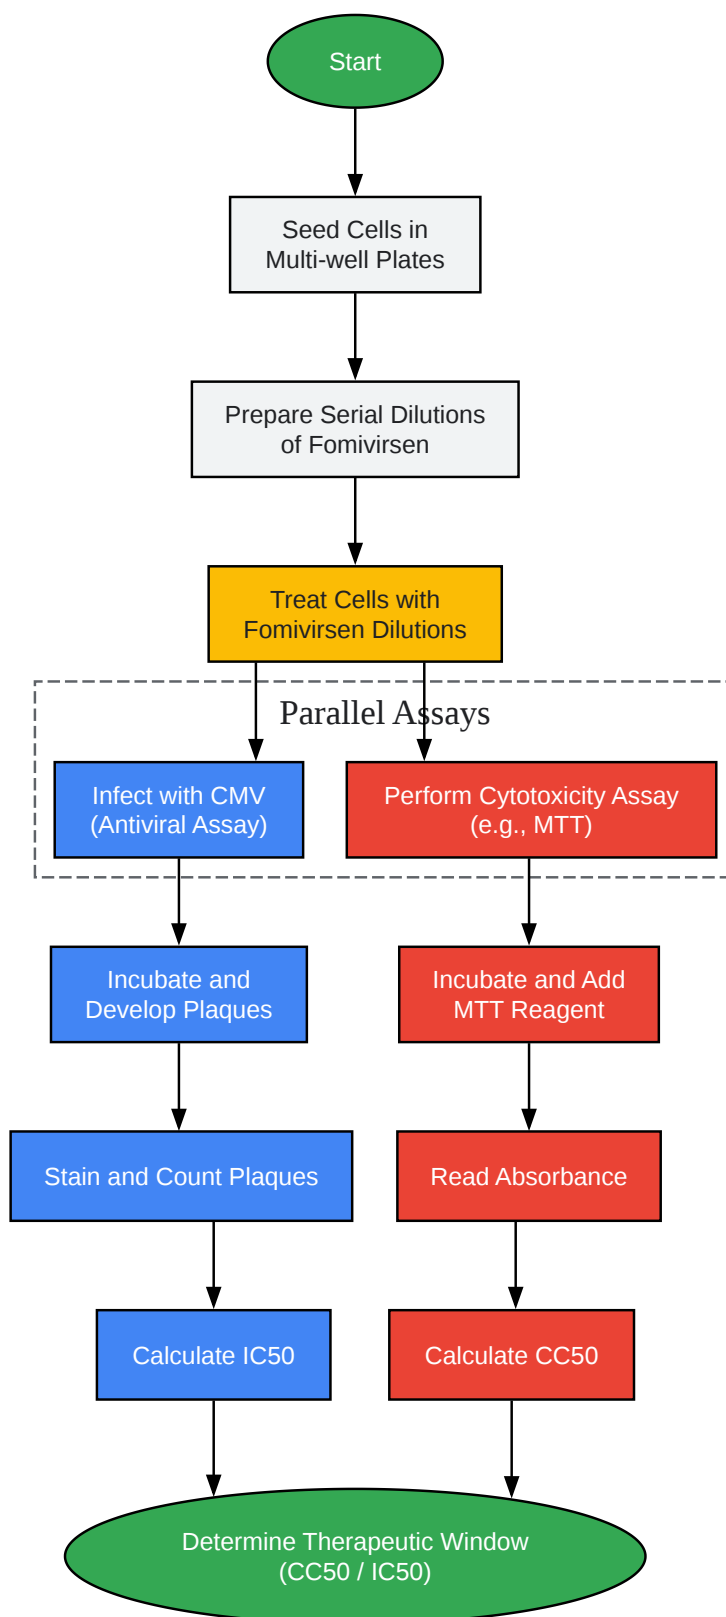 Start
Seed Cells in
Multi-well Plates
Prepare Serial Dilutions
of Fomivirsen
Treat Cells with
Fomivirsen Dilutions
Parallel Assays
Infect with CMV
(Antiviral Assay)
Perform Cytotoxicity Assay
(e.g., MTT)
Incubate and
Develop Plaques
Incubate and Add
MTT Reagent
Stain and Count Plaques
Read Absorbance
Calculate IC50
Calculate CC50
Determine Therapeutic Window
(CC50 / IC50)